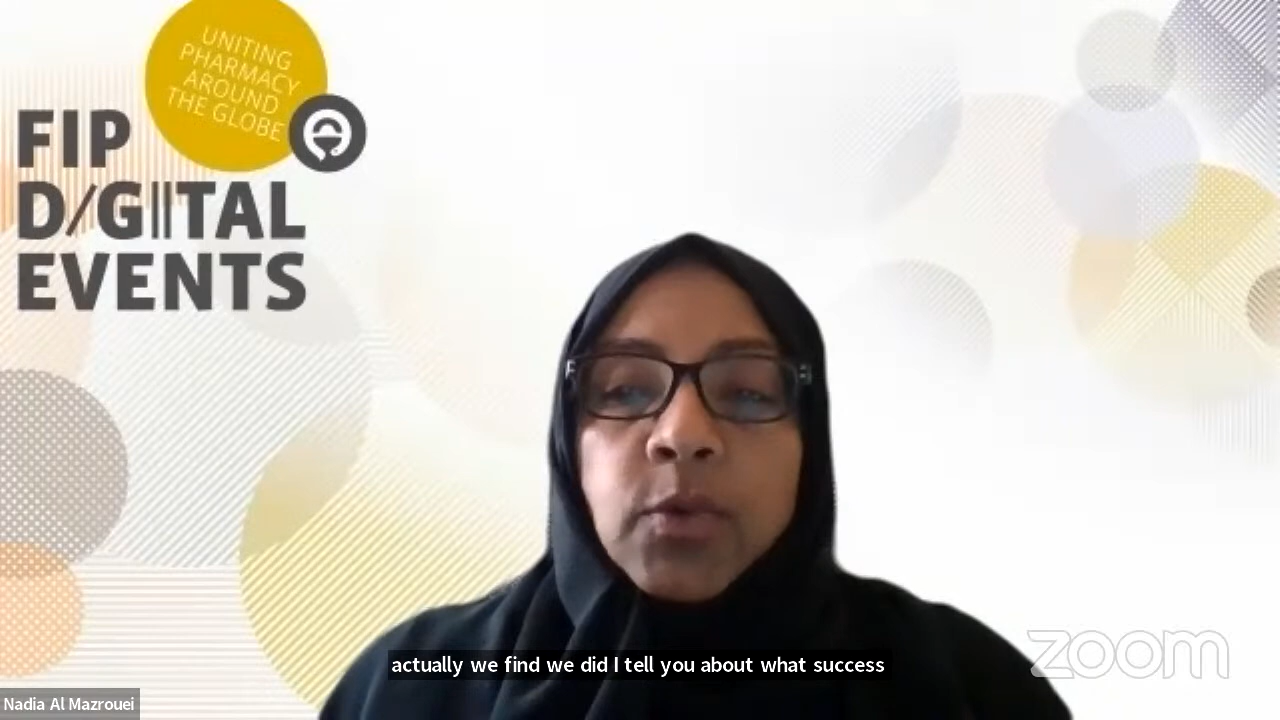 UNITING
PHARMACY
AROUND
THE GLOBE
FIP
D/GIITAL
EVENTS
actually we find we did I tell you about what success
zoom
Nadia Al Mazrouei